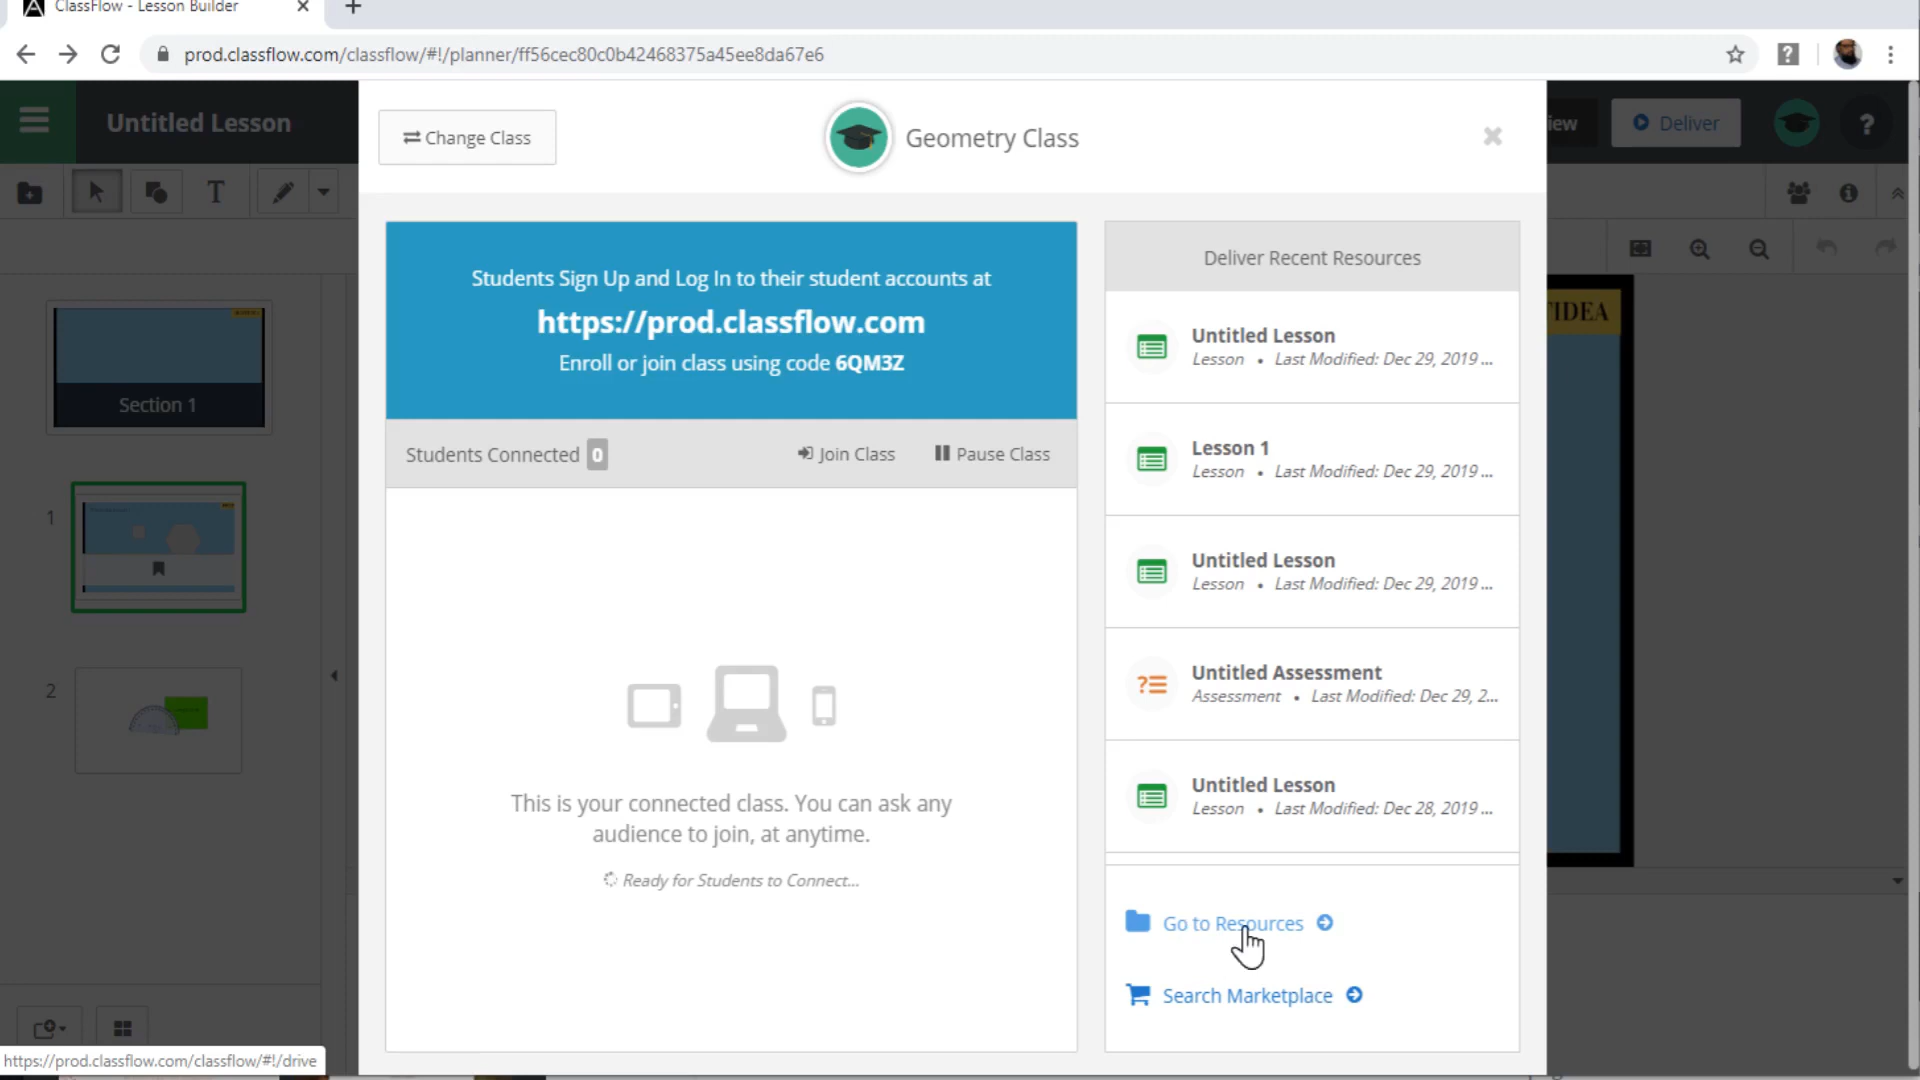 ClassFlow - Lesson Builder
prod.classflow.com/classflow/#!/planner/ff56cec80c0b42468375a45ee8da67e6
Untitled Lesson
Change Class
Geometry Class
Deliver
Students Sign Up and Log In to their student accounts at
https://prod.classflow.com
Enroll or join class using code 6QM3Z
Students Connected 0
Join Class
Pause Class
This is your connected class. You can ask any
audience to join, at anytime.
Ready for Students to Connect...
Deliver Recent Resources
Untitled Lesson
Lesson • Last Modified: Dec 29, 2019 ...
Lesson 1
Lesson • Last Modified: Dec 29, 2019 ...
Untitled Lesson
Lesson • Last Modified: Dec 29, 2019 ...
Untitled Assessment
Assessment • Last Modified: Dec 29, 2...
Untitled Lesson
Lesson • Last Modified: Dec 28, 2019 ...
Go to Resources
Search Marketplace
Section 1
1
2
https://prod.classflow.com/classflow/#!/drive